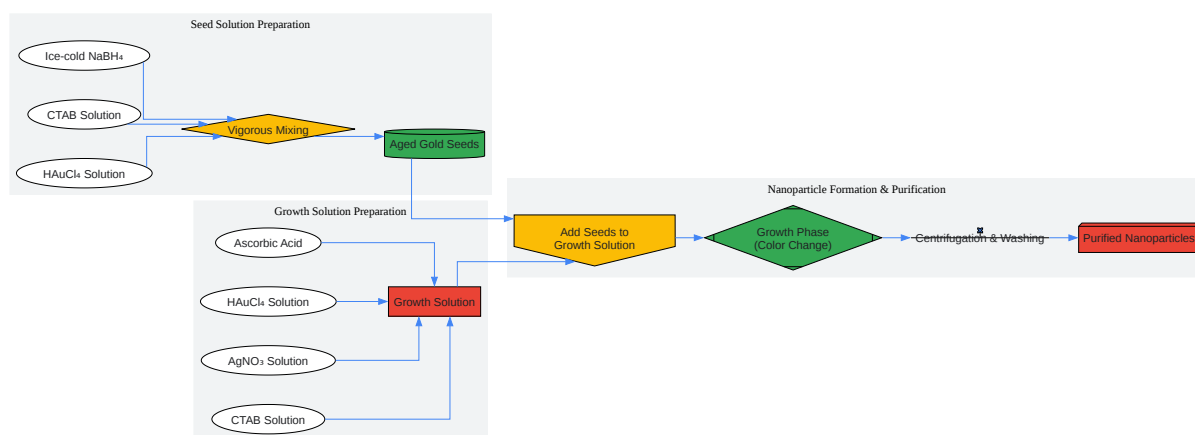 Seed Solution Preparation
Ice-cold NaBH₄
CTAB Solution
HAuCl₄ Solution
Vigorous Mixing
Aged Gold Seeds
Growth Solution Preparation
Ascorbic Acid
HAuCl₄ Solution
AgNO₃ Solution
CTAB Solution
Growth Solution
Nanoparticle Formation & Purification
Add Seeds to
Growth Solution
Growth Phase
(Color Change)
Centrifugation & Washing
Purified Nanoparticles